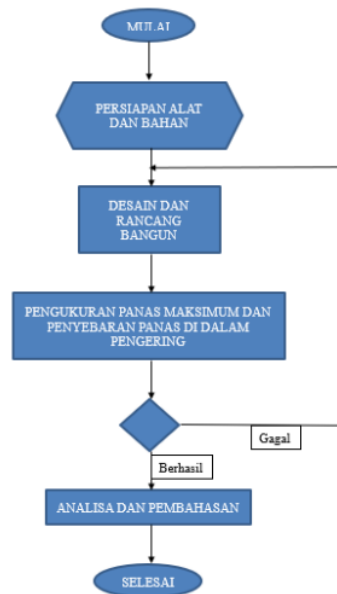 MULAI
PERSIAPAN ALAT
DAN BAHAN
DESAIN DAN
RANCANG
BANGUN
PENGUKURAN PANAS MAKSIMUM DAN
PENYEBARAN PANAS DI DALAM
PENGERING
Gagal
Berhasil
ANALISA DAN PEMBAHASAN
SELESAI